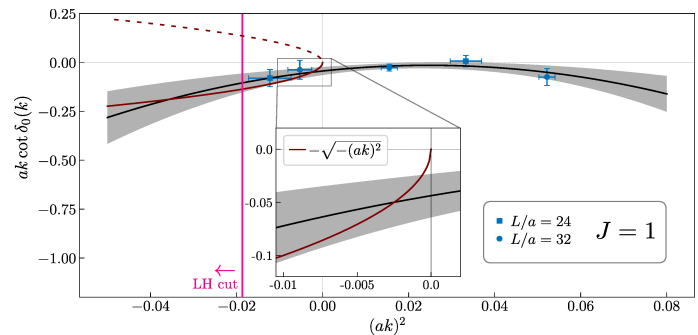 0.25
0.00
−0.25
−0.50
−0.75
−1.00
ak cot δ₀(k)
−0.04
−0.02
0.00
0.02
0.04
0.06
0.08
(ak)²
LH cut
←
−√−(ak)²
0.0
-0.05
-0.1
-0.01
-0.005
0.0
L/a = 24
L/a = 32
J = 1